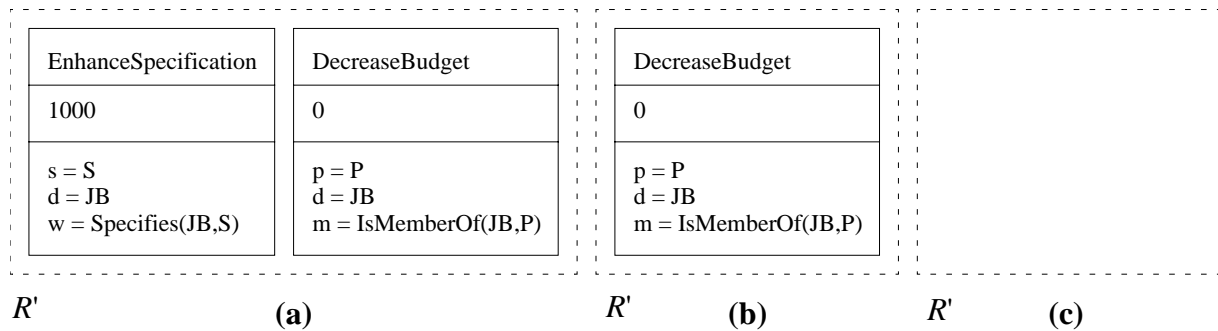 EnhanceSpecification
1000
s = S
d = JB
w = Specifies(JB,S)
DecreaseBudget
0
p = P
d = JB
m = IsMemberOf(JB,P)
R' (a)
DecreaseBudget
0
p = P
d = JB
m = IsMemberOf(JB,P)
R' (b)
R' (c)